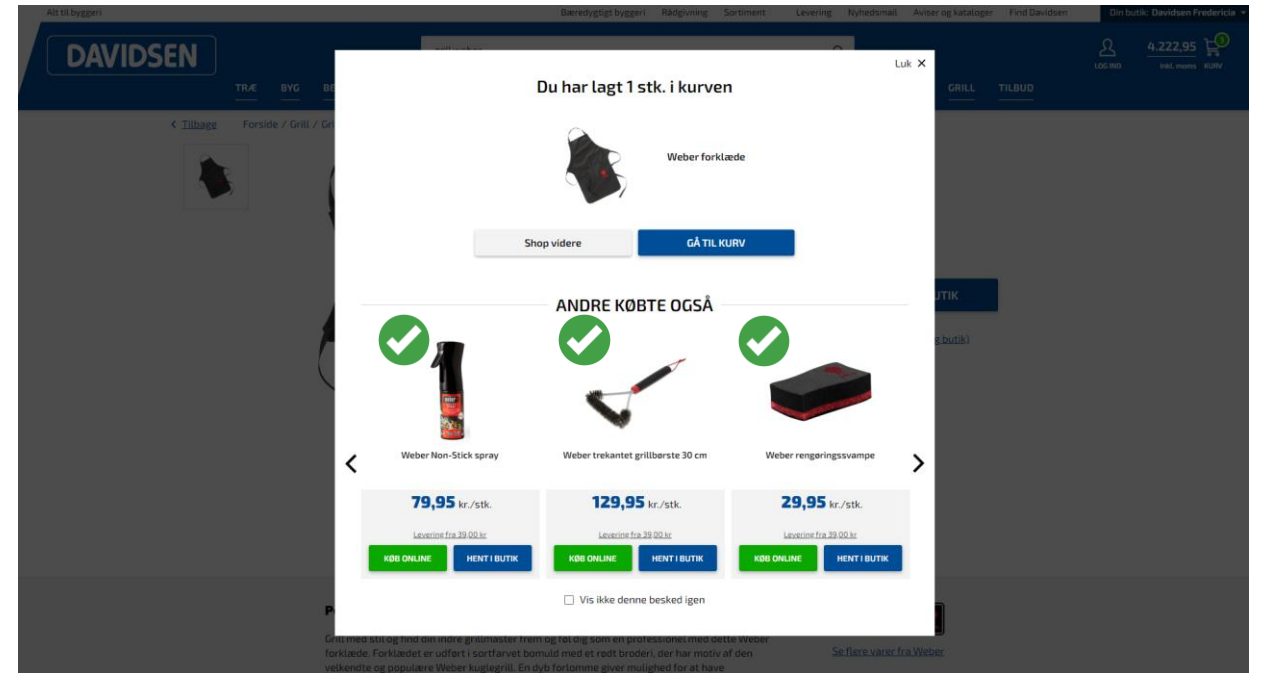 Alt til byggeri
Bæredygtigt byggeri Rådgivning Sortiment Levering Nyhedsmail Aviser og kataloger Find Davidsen Din butik: Davidsen Fredericia
DAVIDSEN
LOG IND
4.222,95
inkl. moms KURV
3
TRÆ BYG BE
GRILL TILBUD
Luk ×
< Tilbage Forside / Grill / Gri
Du har lagt 1 stk. i kurven
Weber forklæde
Shop videre GÅ TIL KURV
UTIK
ANDRE KØBTE OGSÅ
g butik)
Weber Non-Stick spray Weber trekantet grillbørste 30 cm Weber rengøringssvampe
79,95 kr./stk. 129,95 kr./stk. 29,95 kr./stk.
Levering fra 39,00 kr Levering fra 39,00 kr Levering fra 39,00 kr
KØB ONLINE HENT I BUTIK KØB ONLINE HENT I BUTIK KØB ONLINE HENT I BUTIK
Vis ikke denne besked igen
P
Grill med stil og find din indre grillmaster frem og føl dig som en professionel med dette Weber
forklæde. Forklædet er udført i sortfarvet bomuld med et rødt broderi, der har motiv af den
velkendte og populære Weber kuglegrill. En dyb forlomme giver mulighed for at have
Se flere varer fra Weber